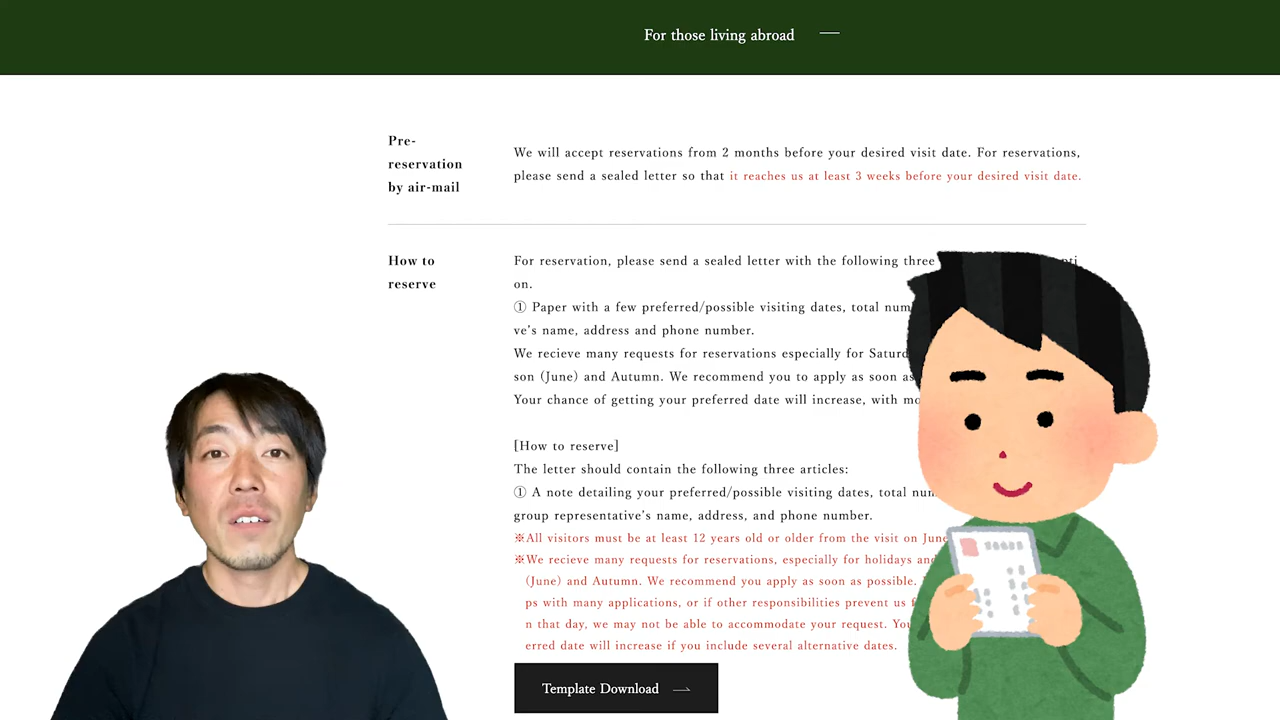 For those living abroad
Pre-
reservation
by air-mail
We will accept reservations from 2 months before your desired visit date. For reservations,
please send a sealed letter so that it reaches us at least 3 weeks before your desired visit date.
How to
reserve
For reservation, please send a sealed letter with the following three
on.
① Paper with a few preferred/possible visiting dates, total
ve's name, address and phone number.
We recieve many requests for reservations especially for
son (June) and Autumn. We recommend you to apply as soon as
Your chance of getting your preferred date will increase, with
[How to reserve]
The letter should contain the following three articles:
① A note detailing your preferred/possible visiting dates, total
group representative's name, address, and phone number.
※All visitors must be at least 12 years old or older from the visit on June
※We recieve many requests for reservations, especially for holidays
(June) and Autumn. We recommend you apply as soon as possible.
ps with many applications, or if other responsibilities prevent us
n that day, we may not be able to accommodate your request.
erred date will increase if you include several alternative dates.
Template Download